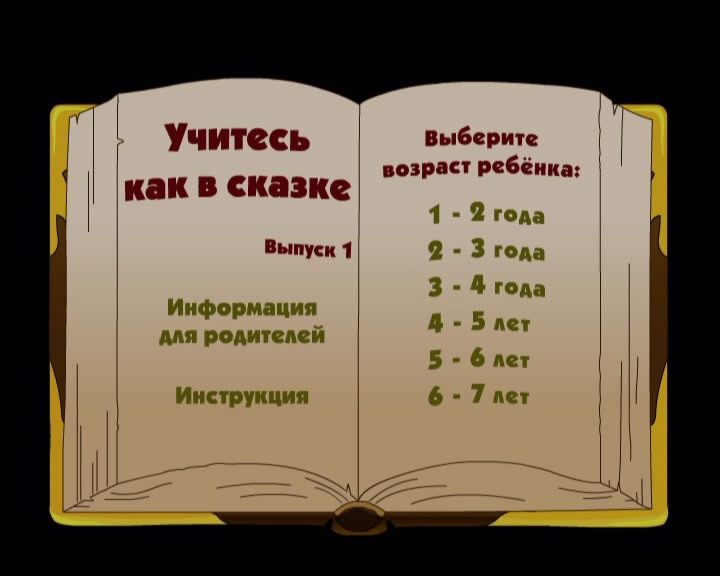 Учитесь
как в сказке
Выпуск 1
Информация
для родителей
Инструкция
Выберите
возраст ребёнка:
1 - 2 года
2 - 3 года
3 - 4 года
4 - 5 лет
5 - 6 лет
6 - 7 лет